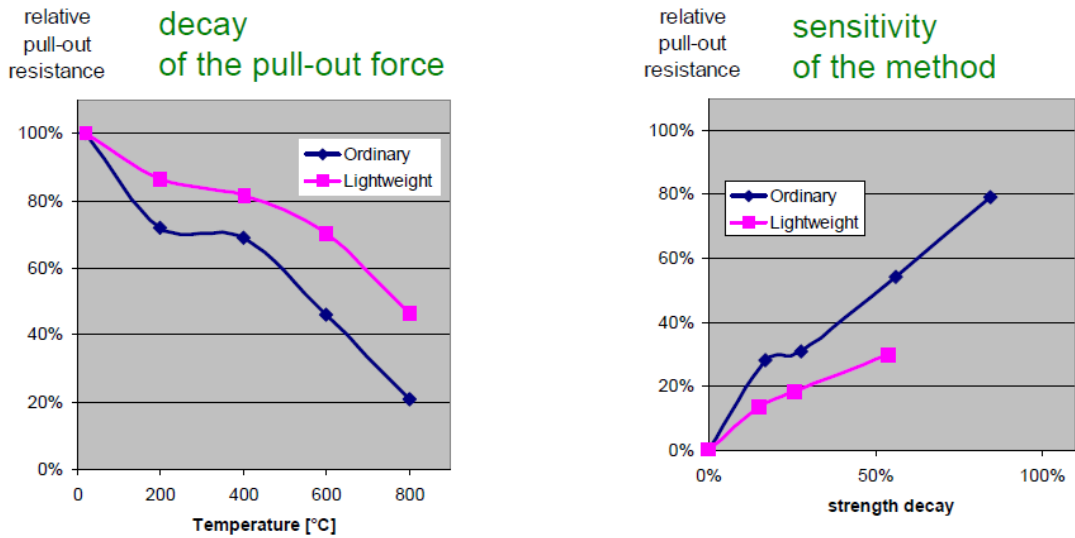 relative
pull-out
resistance
decay
of the pull-out force
100%
80%
60%
40%
20%
0%
Ordinary
Lightweight
0 200 400 600 800
Temperature [°C]
relative
pull-out
resistance
sensitivity
of the method
100%
80%
60%
40%
20%
0%
Ordinary
Lightweight
0% 50% 100%
strength decay